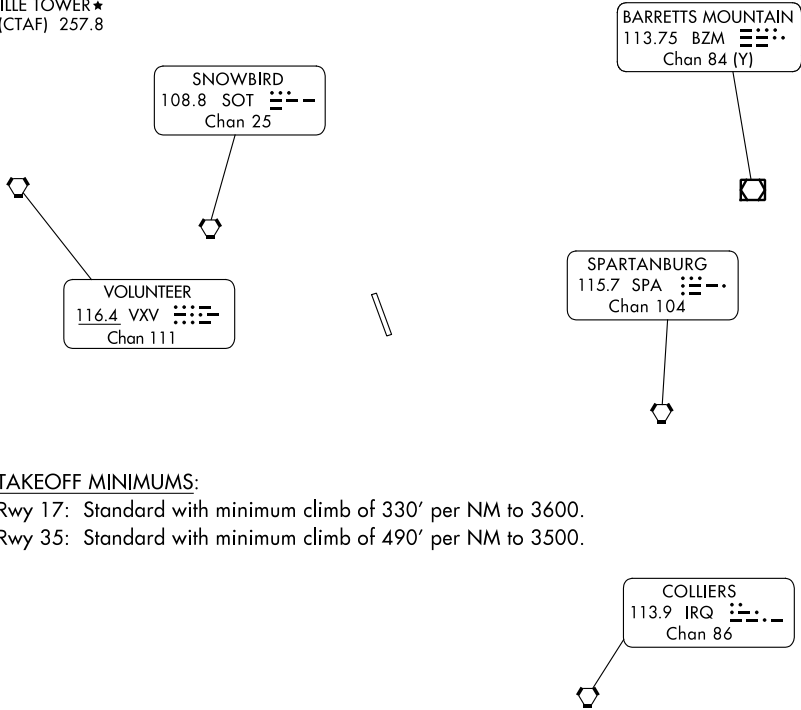 ILLE TOWER★
(CTAF) 257.8
BARRETTS MOUNTAIN
113.75 BZM
Chan 84 (Y)
SNOWBIRD
108.8 SOT
Chan 25
VOLUNTEER
116.4 VXV
Chan 111
SPARTANBURG
115.7 SPA
Chan 104
TAKEOFF MINIMUMS:
Rwy 17: Standard with minimum climb of 330' per NM to 3600.
Rwy 35: Standard with minimum climb of 490' per NM to 3500.
COLLIERS
113.9 IRQ
Chan 86